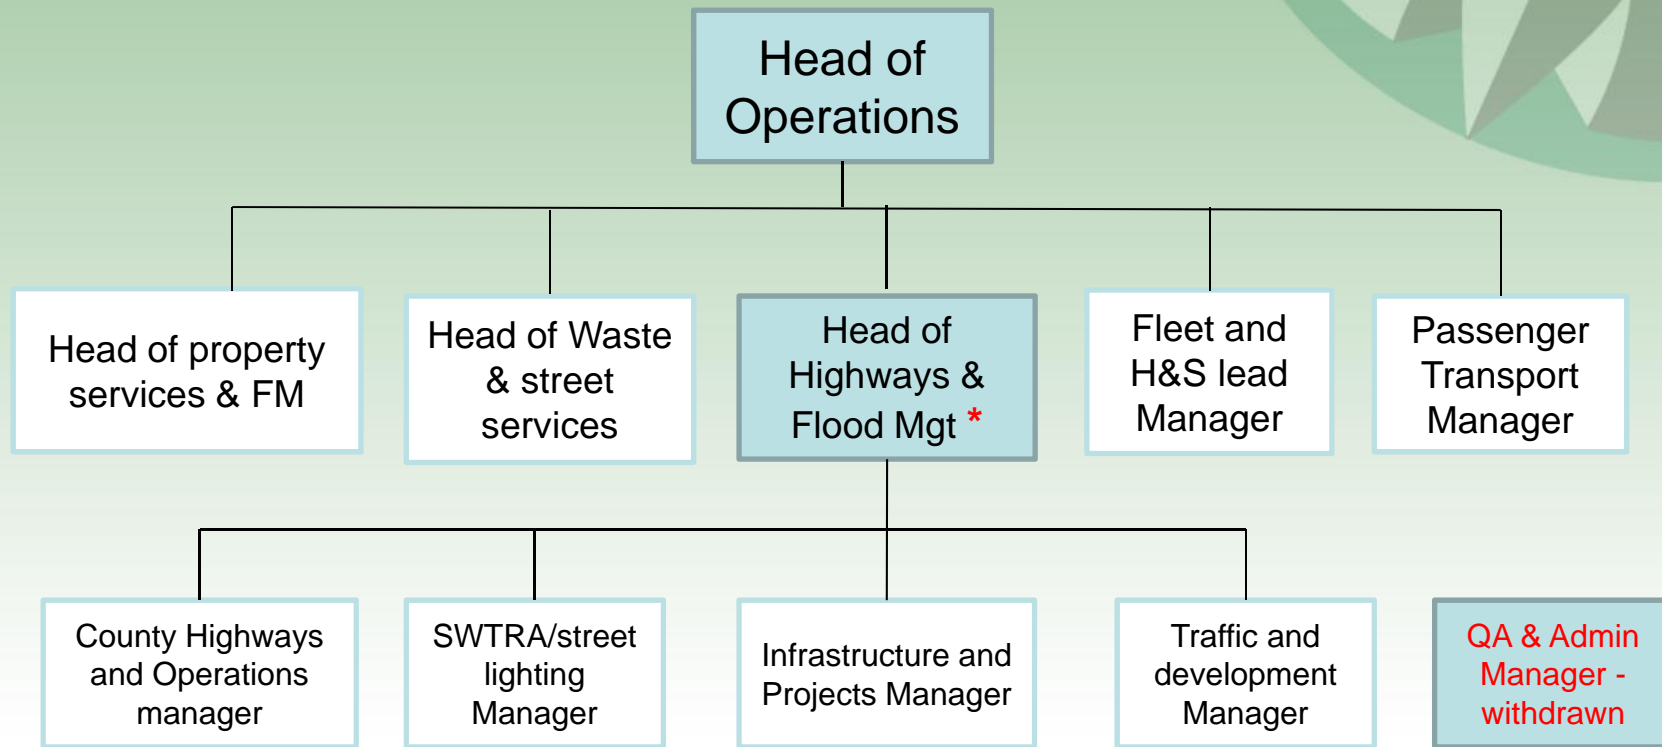 Head of
Operations
Head of property
services & FM
Head of Waste
& street
services
Head of
Highways &
Flood Mgt *
Fleet and
H&S lead
Manager
Passenger
Transport
Manager
County Highways
and Operations
manager
SWTRA/street
lighting
Manager
Infrastructure and
Projects Manager
Traffic and
development
Manager
QA & Admin
Manager -
withdrawn